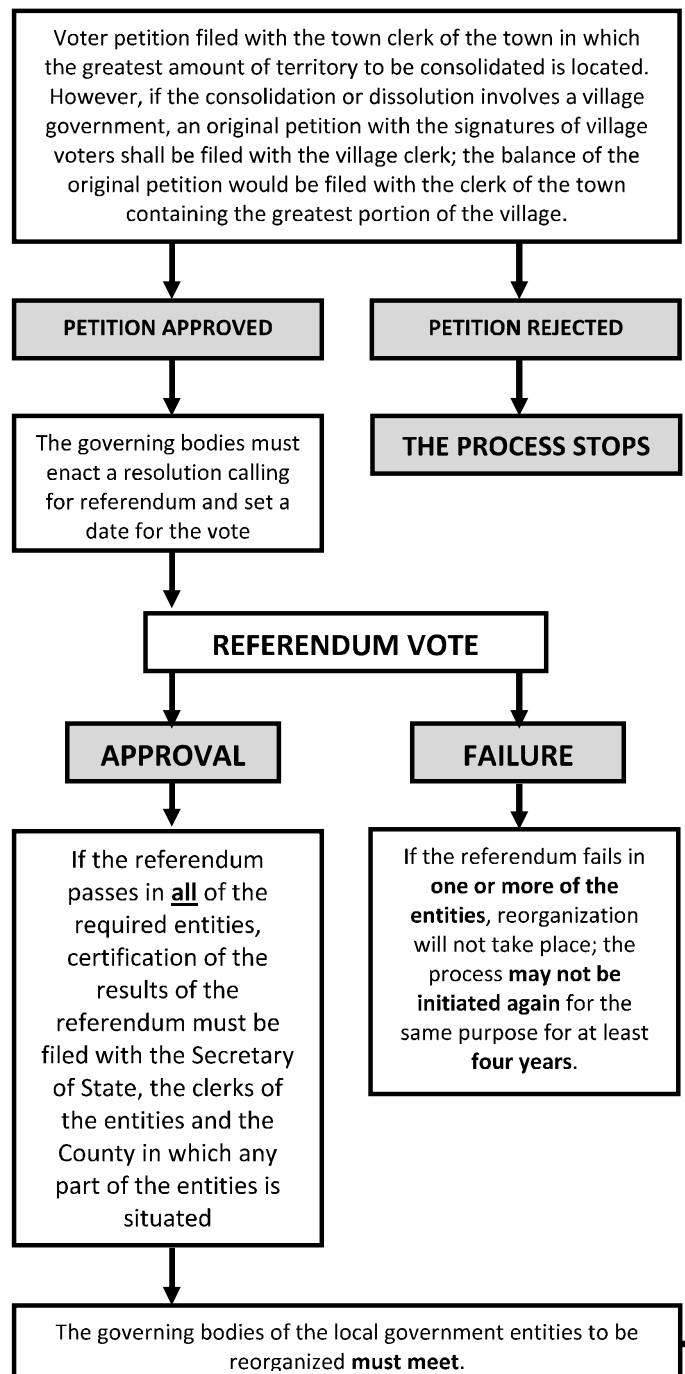 Voter petition filed with the town clerk of the town in which
the greatest amount of territory to be consolidated is located.
However, if the consolidation or dissolution involves a village
government, an original petition with the signatures of village
voters shall be filed with the village clerk; the balance of the
original petition would be filed with the clerk of the town
containing the greatest portion of the village.
PETITION APPROVED
PETITION REJECTED
The governing bodies must
enact a resolution calling
for referendum and set a
date for the vote
THE PROCESS STOPS
REFERENDUM VOTE
APPROVAL
FAILURE
If the referendum
passes in all of the
required entities,
certification of the
results of the
referendum must be
filed with the Secretary
of State, the clerks of
the entities and the
County in which any
part of the entities is
situated
If the referendum fails in
one or more of the
entities, reorganization
will not take place; the
process may not be
initiated again for the
same purpose for at least
four years.
The governing bodies of the local government entities to be
reorganized must meet.